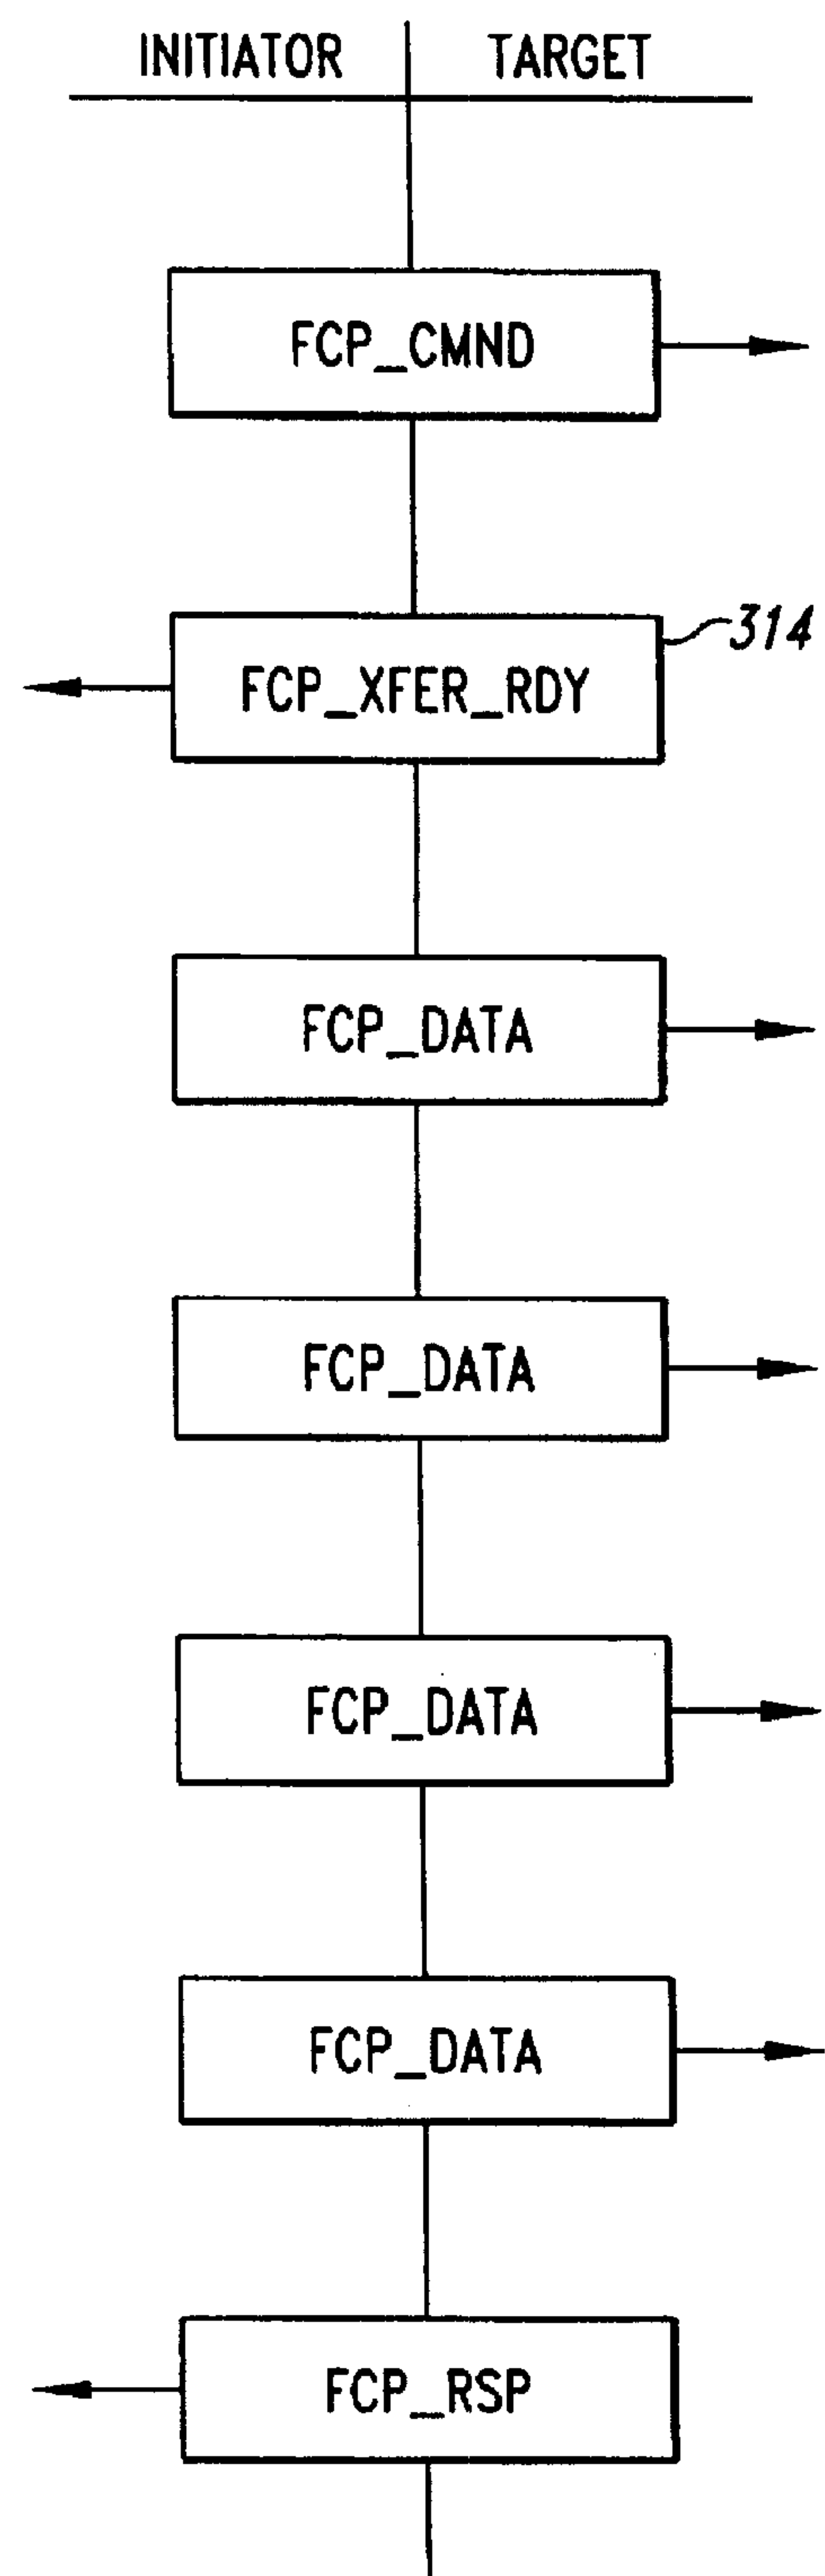 INITIATOR TARGET
FCP_CMND
314
FCP_XFER_RDY
FCP_DATA
FCP_DATA
FCP_DATA
FCP_DATA
FCP_RSP